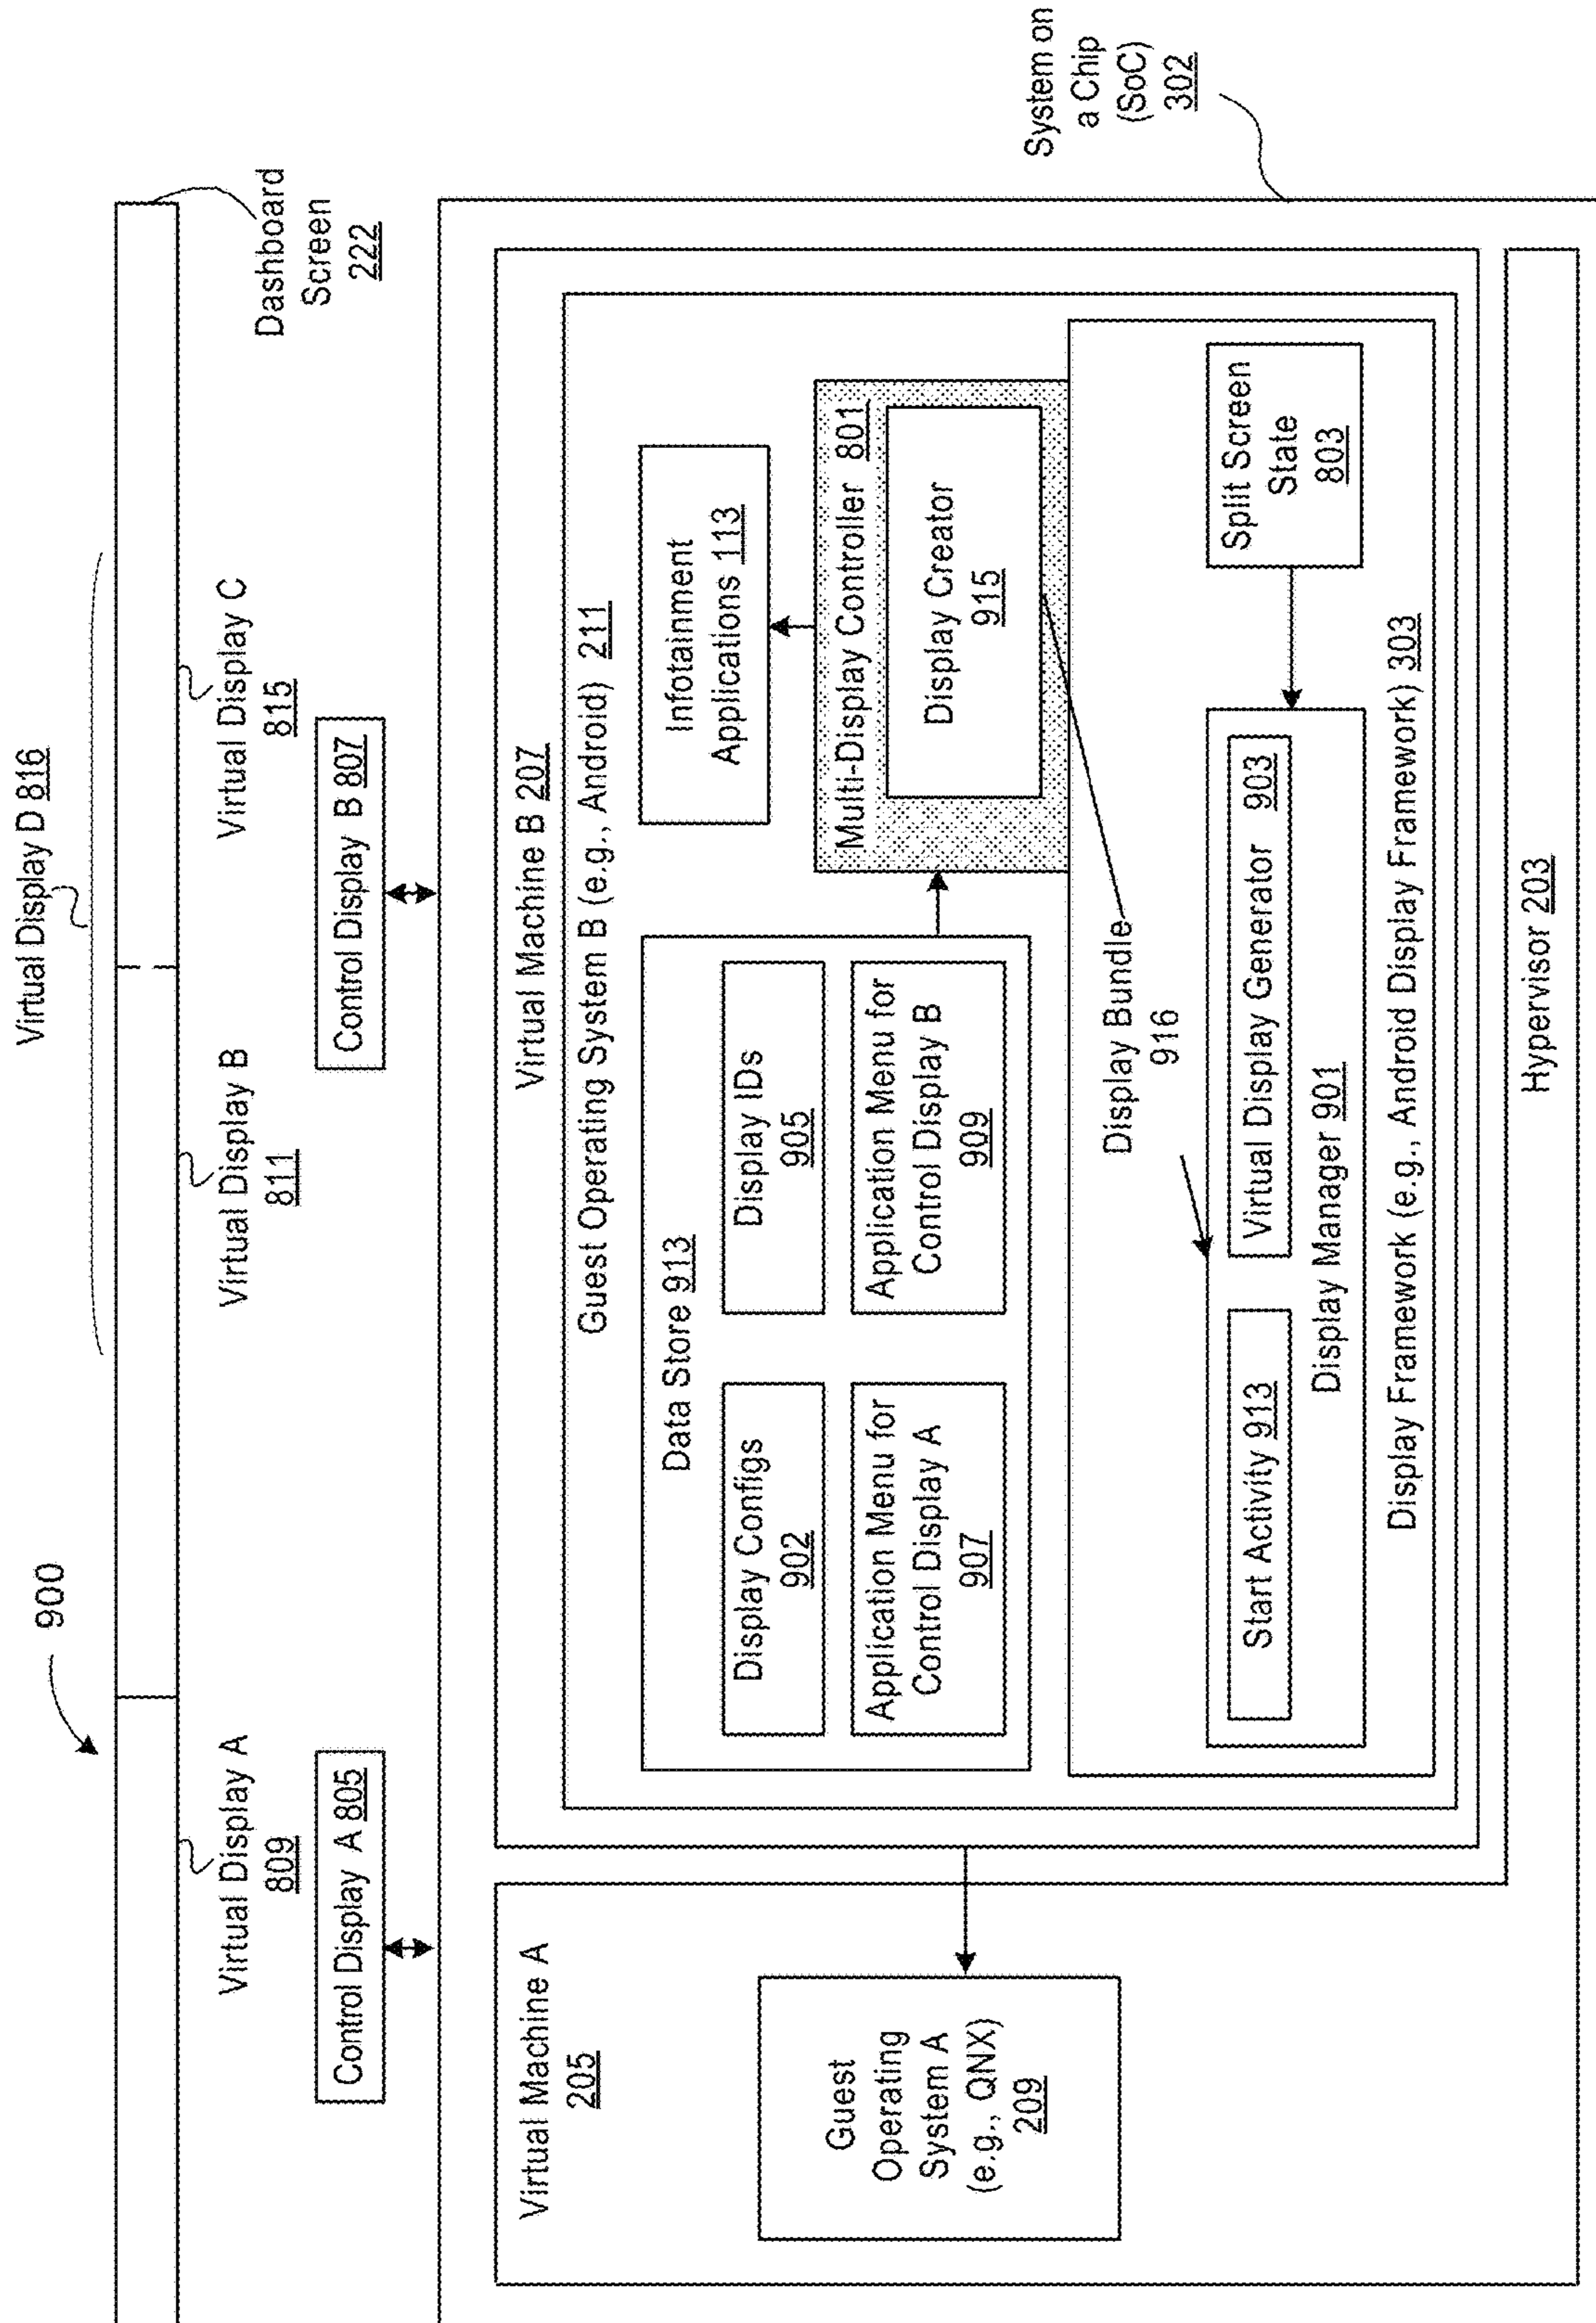 900
Virtual Display D 816
Virtual Display A
809
Virtual Display B
811
Virtual Display C
815
Dashboard
Screen
222
Control Display A 805
Control Display B 807
System on
a Chip
(SoC)
302
Virtual Machine A
205
Guest
Operating
System A
(e.g., QNX)
209
Virtual Machine B 207
Guest Operating System B (e.g., Android) 211
Data Store 913
Display Configs
902
Display IDs
905
Application Menu for
Control Display A
907
Application Menu for
Control Display B
909
Infotainment
Applications 113
Multi-Display Controller 801
Display Creator
915
Display Bundle
916
Start Activity 913
Virtual Display Generator 903
Display Manager 901
Split Screen
State
803
Display Framework (e.g., Android Display Framework) 303
Hypervisor 203